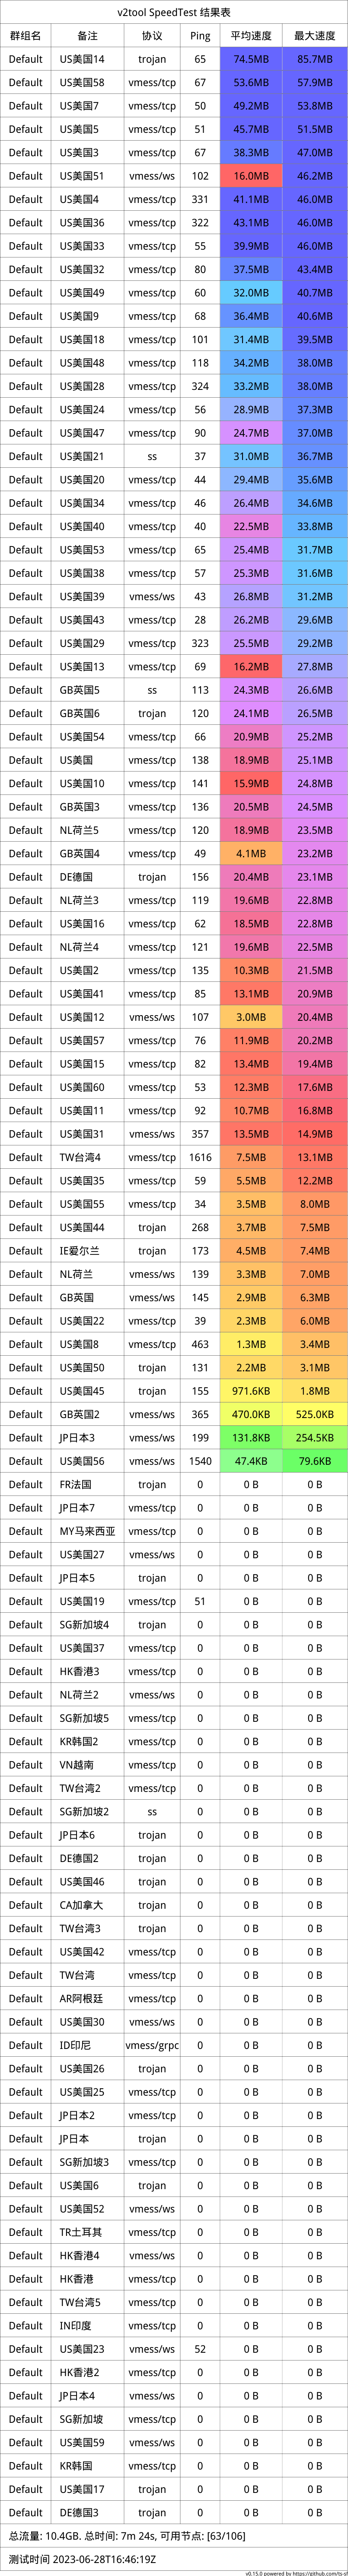 v2tool SpeedTest 结果表
群组名 备注 协议 Ping 平均速度 最大速度
Default US美国14 trojan 65 74.5MB 85.7MB
Default US美国58 vmess/tcp 67 53.6MB 57.9MB
Default US美国7 vmess/tcp 50 49.2MB 53.8MB
Default US美国5 vmess/tcp 51 45.7MB 51.5MB
Default US美国3 vmess/tcp 67 38.3MB 47.0MB
Default US美国51 vmess/ws 102 16.0MB 46.2MB
Default US美国4 vmess/tcp 331 41.1MB 46.0MB
Default US美国36 vmess/tcp 322 43.1MB 46.0MB
Default US美国33 vmess/ws 55 39.9MB 46.0MB
Default US美国32 vmess/tcp 80 37.5MB 43.4MB
Default US美国49 vmess/tcp 60 32.0MB 40.7MB
Default US美国9 vmess/tcp 68 36.4MB 40.6MB
Default US美国18 vmess/tcp 101 31.4MB 39.5MB
Default US美国48 vmess/tcp 118 34.2MB 38.0MB
Default US美国28 vmess/tcp 324 33.2MB 38.0MB
Default US美国24 vmess/tcp 56 28.9MB 37.3MB
Default US美国47 vmess/tcp 90 24.7MB 37.0MB
Default US美国21 ss 37 31.0MB 36.7MB
Default US美国20 vmess/tcp 44 29.4MB 35.6MB
Default US美国34 vmess/tcp 46 26.4MB 34.6MB
Default US美国40 vmess/tcp 40 22.5MB 33.8MB
Default US美国53 vmess/tcp 65 25.4MB 31.7MB
Default US美国38 vmess/tcp 57 25.3MB 31.6MB
Default US美国39 vmess/ws 43 26.8MB 31.2MB
Default US美国43 vmess/tcp 28 26.2MB 29.6MB
Default US美国29 vmess/tcp 323 25.5MB 29.2MB
Default US美国13 vmess/tcp 69 16.2MB 27.8MB
Default GB英国5 ss 113 24.3MB 26.6MB
Default GB英国6 trojan 120 24.1MB 26.5MB
Default US美国54 vmess/tcp 66 20.9MB 25.2MB
Default US美国 vmess/tcp 138 18.9MB 25.1MB
Default US美国10 vmess/tcp 141 15.9MB 24.8MB
Default GB英国3 vmess/tcp 136 20.5MB 24.5MB
Default NL荷兰5 vmess/tcp 120 18.9MB 23.5MB
Default GB英国4 vmess/tcp 49 4.1MB 23.2MB
Default DE德国 trojan 156 20.4MB 23.1MB
Default NL荷兰3 vmess/tcp 119 19.6MB 22.8MB
Default US美国16 vmess/tcp 62 18.5MB 22.8MB
Default NL荷兰4 vmess/tcp 121 19.6MB 22.5MB
Default US美国2 vmess/tcp 135 10.3MB 21.5MB
Default US美国41 vmess/tcp 85 13.1MB 20.9MB
Default US美国12 vmess/ws 107 3.0MB 20.4MB
Default US美国57 vmess/tcp 76 11.9MB 20.2MB
Default US美国15 vmess/tcp 82 13.4MB 19.4MB
Default US美国60 vmess/tcp 53 12.3MB 17.6MB
Default US美国11 vmess/tcp 92 10.7MB 16.8MB
Default US美国31 vmess/ws 357 13.5MB 14.9MB
Default TW台湾4 vmess/tcp 1616 7.5MB 13.1MB
Default US美国35 vmess/tcp 59 5.5MB 12.2MB
Default US美国55 vmess/tcp 34 3.5MB 8.0MB
Default US美国44 trojan 268 3.7MB 7.5MB
Default IE爱尔兰 trojan 173 4.5MB 7.4MB
Default NL荷兰 vmess/ws 139 3.3MB 7.0MB
Default GB英国 vmess/ws 145 2.9MB 6.3MB
Default US美国22 vmess/tcp 39 2.3MB 6.0MB
Default US美国8 vmess/tcp 463 1.3MB 3.4MB
Default US美国50 trojan 131 2.2MB 3.1MB
Default US美国45 trojan 155 971.6KB 1.8MB
Default GB英国2 vmess/ws 365 470.0KB 525.0KB
Default JP日本3 vmess/ws 199 131.8KB 254.5KB
Default US美国56 vmess/ws 1540 47.4KB 79.6KB
Default FR法国 trojan 0 0 B 0 B
Default JP日本7 vmess/tcp 0 0 B 0 B
Default MY马来西亚 vmess/tcp 0 0 B 0 B
Default US美国27 vmess/ws 0 0 B 0 B
Default JP日本5 trojan 0 0 B 0 B
Default US美国19 vmess/tcp 51 0 B 0 B
Default SG新加坡4 trojan 0 0 B 0 B
Default US美国37 vmess/tcp 0 0 B 0 B
Default HK香港3 vmess/tcp 0 0 B 0 B
Default NL荷兰2 vmess/ws 0 0 B 0 B
Default SG新加坡5 vmess/tcp 0 0 B 0 B
Default KR韩国2 vmess/tcp 0 0 B 0 B
Default VN越南 vmess/tcp 0 0 B 0 B
Default TW台湾2 vmess/tcp 0 0 B 0 B
Default SG新加坡2 ss 0 0 B 0 B
Default JP日本6 trojan 0 0 B 0 B
Default DE德国2 trojan 0 0 B 0 B
Default US美国46 trojan 0 0 B 0 B
Default CA加拿大 trojan 0 0 B 0 B
Default TW台湾3 trojan 0 0 B 0 B
Default US美国42 vmess/tcp 0 0 B 0 B
Default TW台湾 vmess/tcp 0 0 B 0 B
Default AR阿根廷 vmess/tcp 0 0 B 0 B
Default US美国30 vmess/ws 0 0 B 0 B
Default ID印尼 vmess/grpc 0 0 B 0 B
Default US美国26 trojan 0 0 B 0 B
Default US美国25 vmess/tcp 0 0 B 0 B
Default JP日本2 vmess/tcp 0 0 B 0 B
Default JP日本 trojan 0 0 B 0 B
Default SG新加坡3 vmess/tcp 0 0 B 0 B
Default US美国6 trojan 0 0 B 0 B
Default US美国52 vmess/ws 0 0 B 0 B
Default TR土耳其 vmess/tcp 0 0 B 0 B
Default HK香港4 vmess/ws 0 0 B 0 B
Default HK香港 vmess/tcp 0 0 B 0 B
Default TW台湾5 vmess/tcp 0 0 B 0 B
Default IN印度 vmess/tcp 0 0 B 0 B
Default US美国23 vmess/ws 52 0 B 0 B
Default HK香港2 vmess/tcp 0 0 B 0 B
Default JP日本4 vmess/ws 0 0 B 0 B
Default SG新加坡 vmess/tcp 0 0 B 0 B
Default US美国59 vmess/ws 0 0 B 0 B
Default KR韩国 vmess/tcp 0 0 B 0 B
Default US美国17 trojan 0 0 B 0 B
Default DE德国3 trojan 0 0 B 0 B
总流量: 10.4GB. 总时间: 7m 24s, 可用节点: [63/106]
测试时间 2023-06-28T16:46:19Z
v0.15.0 powered by https://github.com/ts-sf